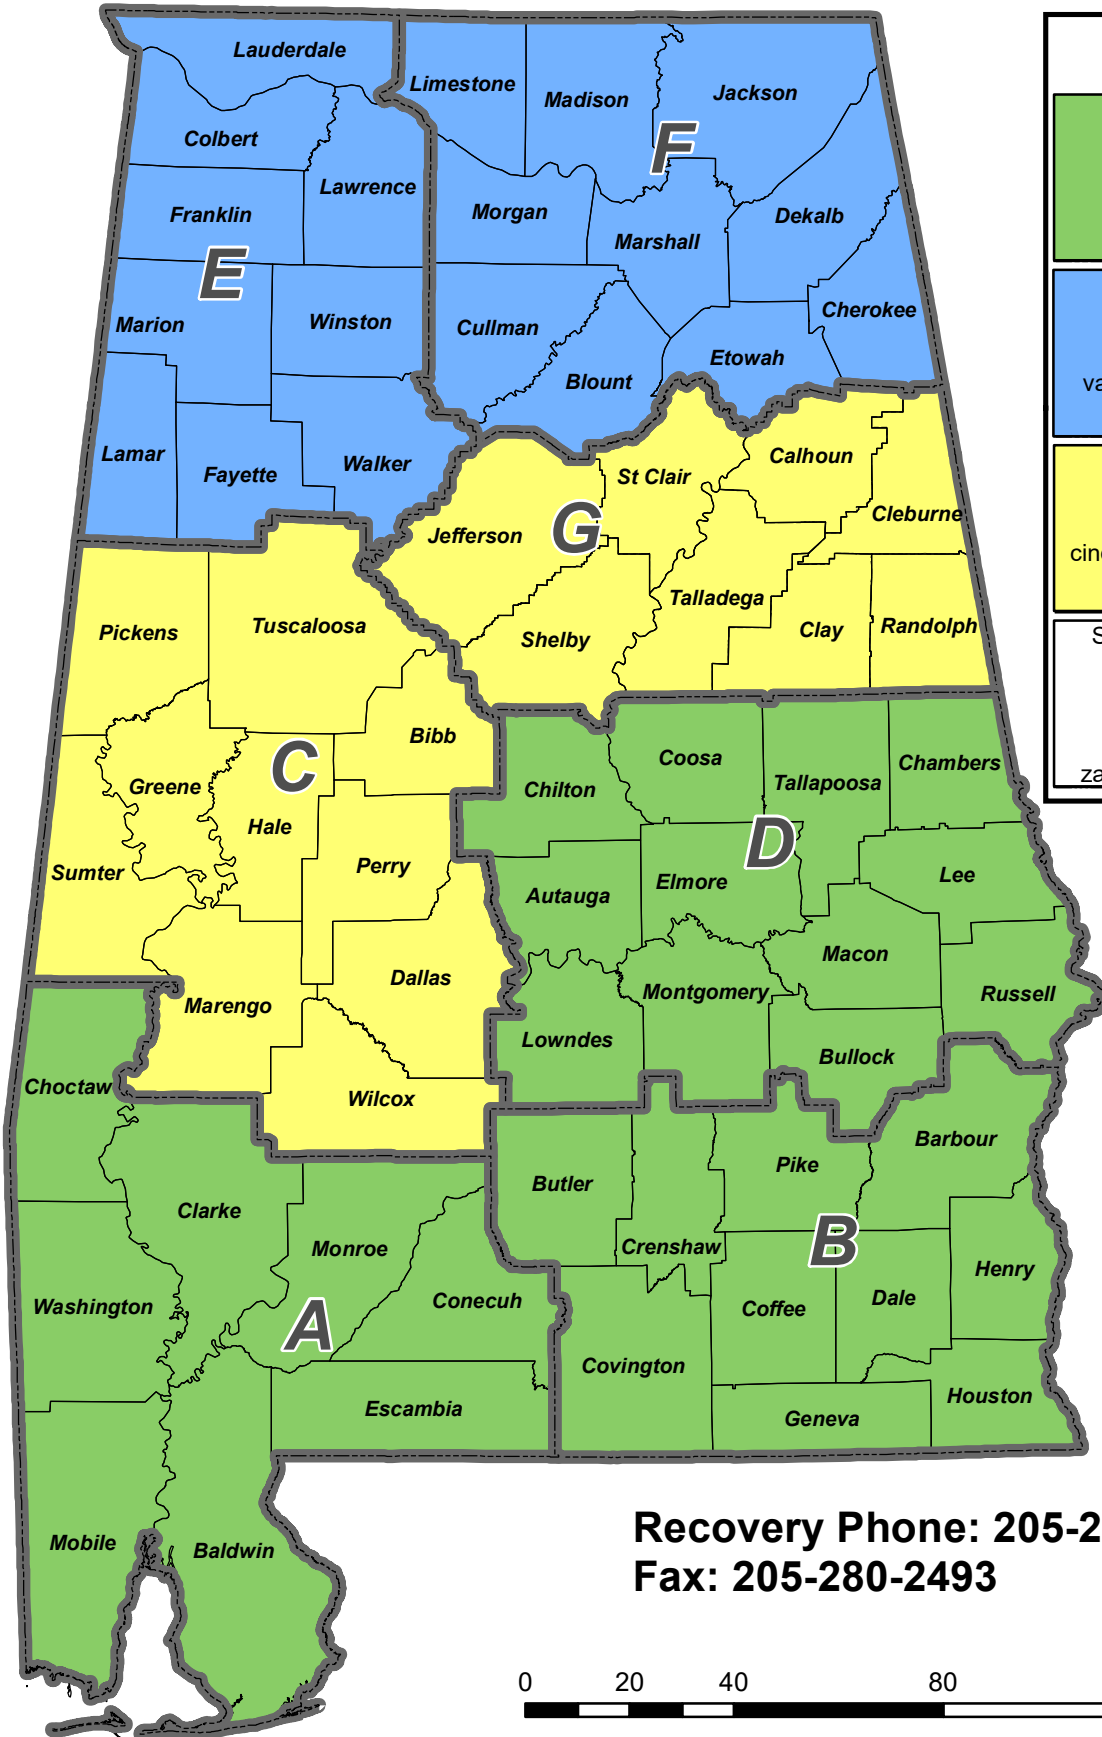 Lauderdale
Limestone
Madison
Jackson
Colbert
F
Lawrence
Franklin
Morgan
Dekalb
Marshall
E
Marion
Winston
Cullman
Cherokee
Etowah
Blount
va
Lamar
Fayette
Walker
St Clair
Calhoun
Jefferson
G
Cleburne
cin
Talladega
Pickens
Tuscaloosa
Shelby
Clay
Randolph
S
Bibb
C
Greene
Hale
Coosa
Chilton
Tallapoosa
Chambers
za
D
Perry
Sumter
Elmore
Lee
Autauga
Macon
Dallas
Marengo
Montgomery
Russell
Lowndes
Bullock
Choctaw
Wilcox
Barbour
Pike
Butler
Clarke
Monroe
Crenshaw
B
Henry
Washington
Conecuh
Coffee
Dale
A
Covington
Escambia
Geneva
Houston
Mobile
Baldwin
Recovery Phone: 205-2
Fax: 205-280-2493
0 20 40 80